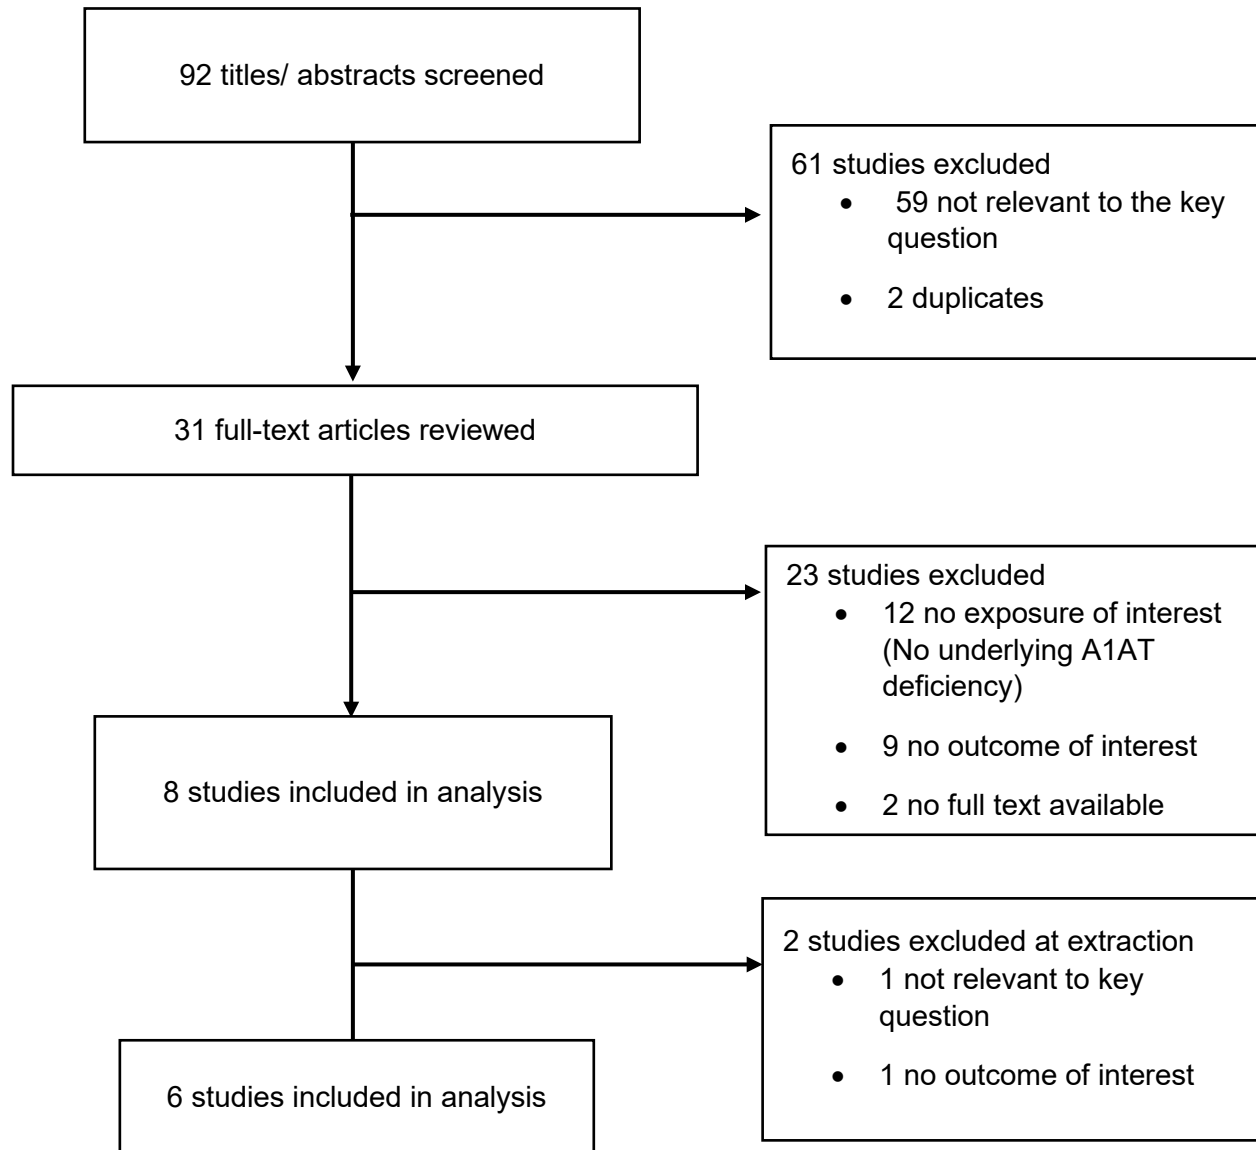 92 titles/ abstracts screened
61 studies excluded
• 59 not relevant to the key
question
• 2 duplicates
31 full-text articles reviewed
23 studies excluded
• 12 no exposure of interest
(No underlying A1AT
deficiency)
• 9 no outcome of interest
• 2 no full text available
8 studies included in analysis
2 studies excluded at extraction
• 1 not relevant to key
question
• 1 no outcome of interest
6 studies included in analysis